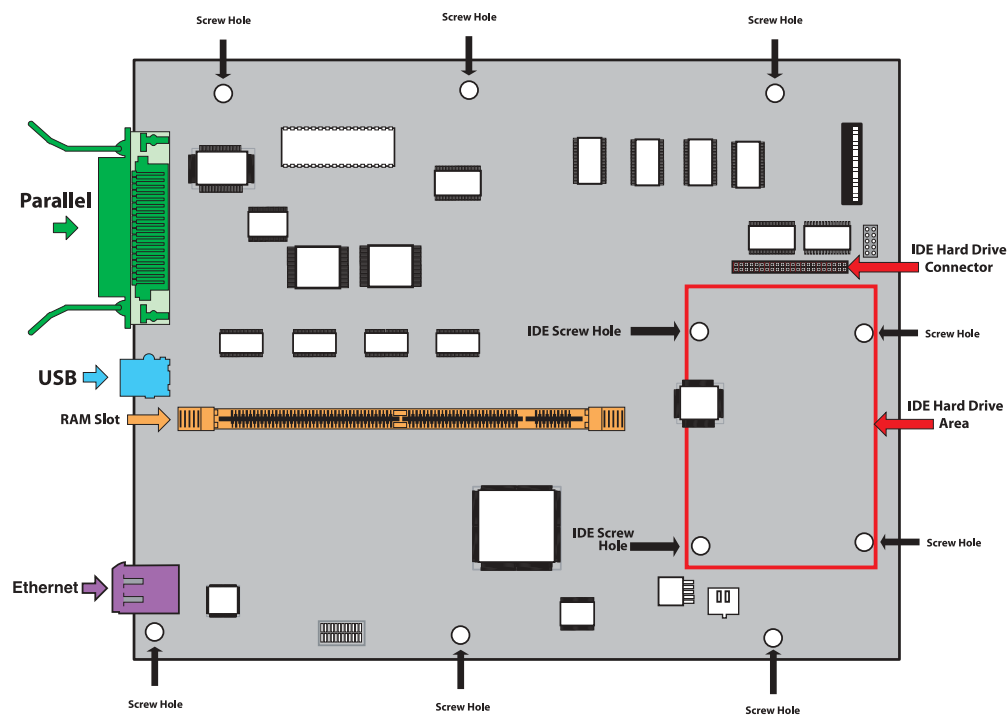 Screw Hole
Screw Hole
Screw Hole
Parallel
IDE Hard Drive
Connector
IDE Screw Hole
Screw Hole
USB
RAM Slot
IDE Hard Drive
Area
IDE Screw
Hole
Screw Hole
Ethernet
Screw Hole
Screw Hole
Screw Hole